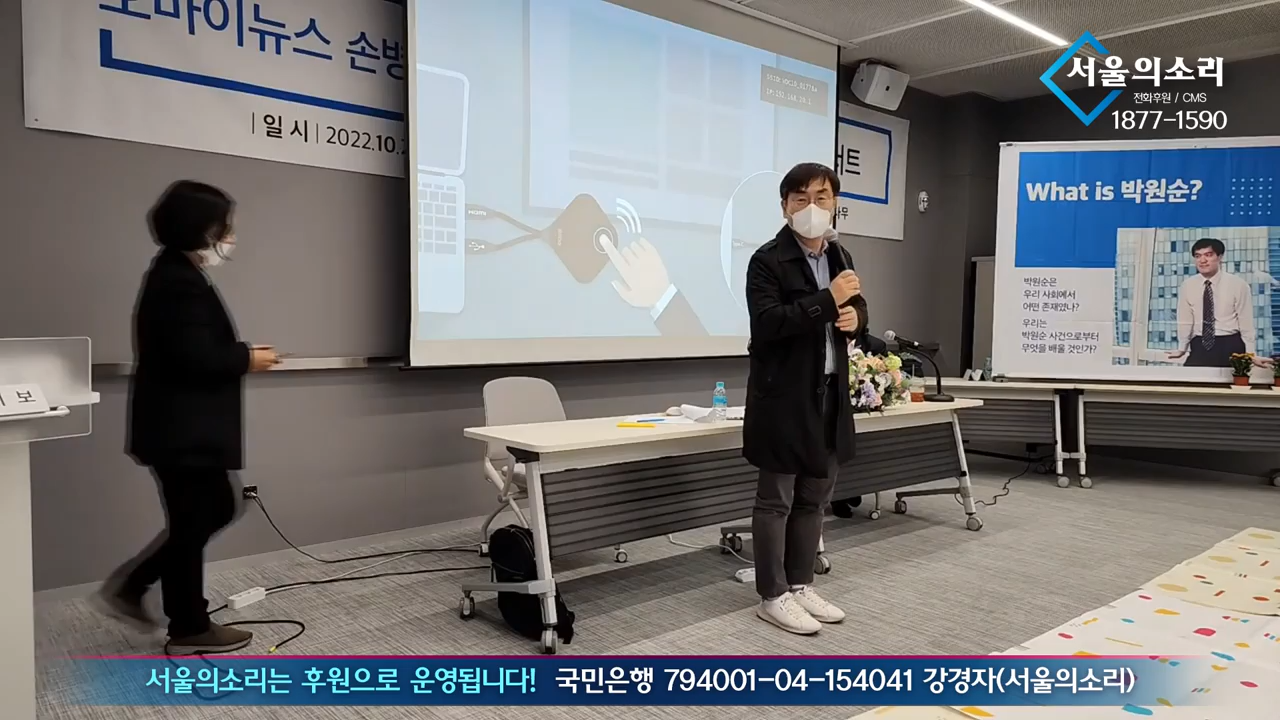 오마이뉴스 손병
| 일 시 | 2022.10.2
HDMI
서트
나무
서울의소리
전화후원 / CMS
1877-1590
What is 박원순?
박원순은
우리 사회에서
어떤 존재였나?
우리는
박원순 사건으로부터
무엇을 배울 것인가?
보
서울의소리는 후원으로 운영됩니다! 국민은행 794001-04-154041 강경자(서울의소리)